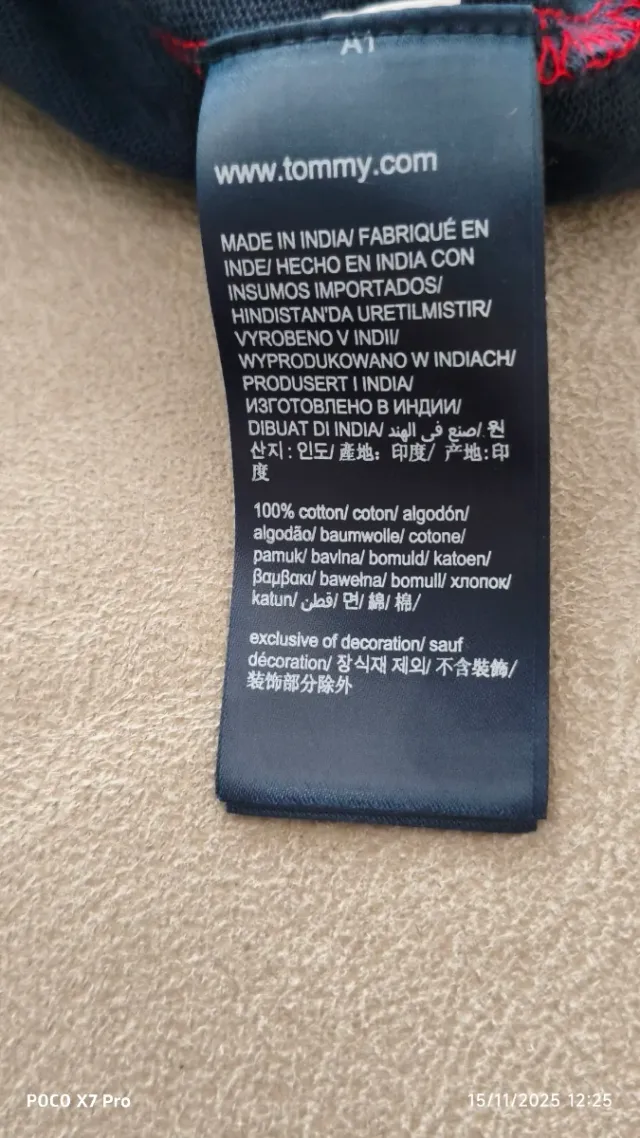 A1
www.tommy.com
MADE IN INDIA/ FABRIQUÉ EN
INDE/ HECHO EN INDIA CON
INSUMOS IMPORTADOS/
HINDISTAN'DA URETILMISTIR/
VYROBENO V INDII/
WYPRODUKOWANO W INDIACH/
PRODUSERT I INDIA/
ИЗГОТОВЛЕНО В ИНДИИ/
DIBUAT DI INDIA/ صنع في الهند/ 원
산지 : 인도/ 產地: 印度/ 产地:印
度
100% cotton/ coton/ algodón/
algodão/ baumwolle/ cotone/
pamuk/ bavlna/ bomuld/ katoen/
βαμβακι/ bawełna/ bomull/ хлопок/
katun/ قطن/ 면/ 綿/ 棉/
exclusive of decoration/ sauf
décoration/ 장식재 제외/ 不含裝飾/
装饰部分除外
POCO X7 Pro
15/11/2025 12:25